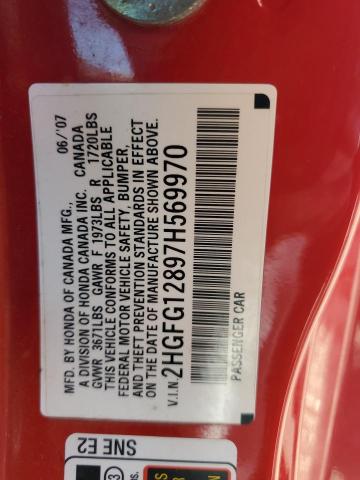 MFD. BY HONDA OF CANADA MFG., 06/'07
A DIVISION OF HONDA CANADA INC. CANADA
GVWR 3671LBS GAWR F 1973LBS R 1720LBS
THIS VEHICLE CONFORMS TO ALL APPLICABLE
FEDERAL MOTOR VEHICLE SAFETY, BUMPER,
AND THEFT PREVENTION STANDARDS IN EFFECT
ON THE DATE OF MANUFACTURE SHOWN ABOVE.
V.I.N. 2HGFG12897H569970
PASSENGER CAR
SNE E2